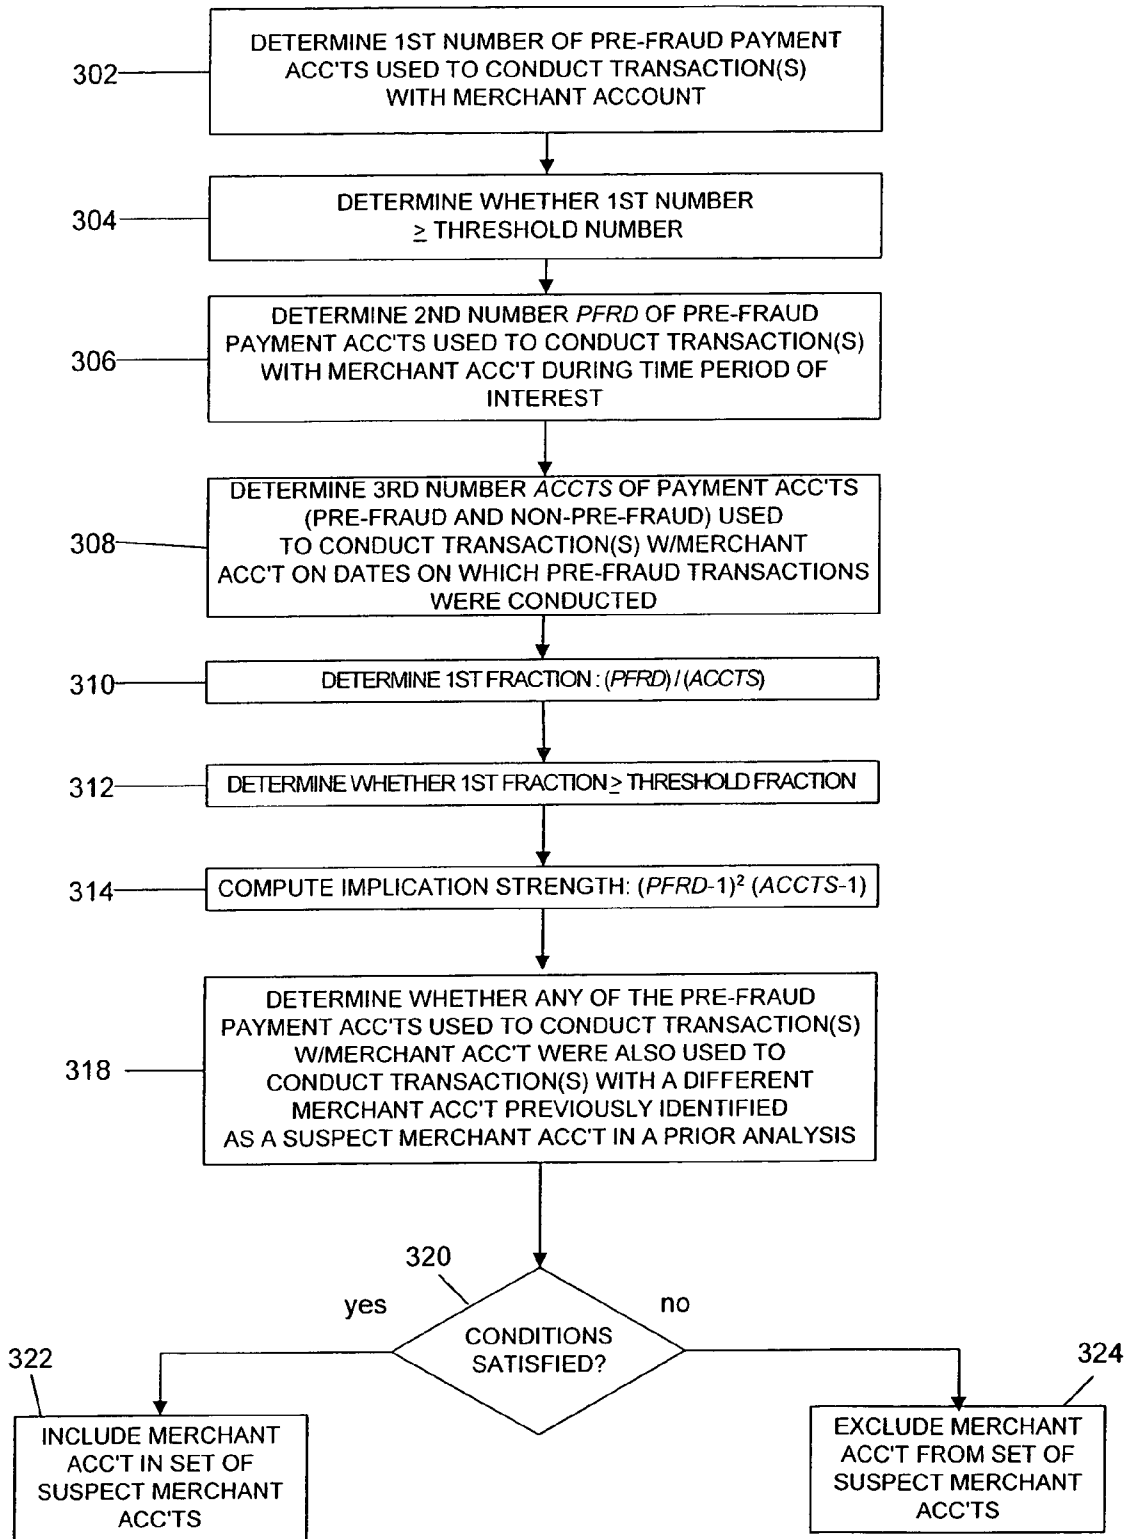 302
DETERMINE 1ST NUMBER OF PRE-FRAUD PAYMENT
ACC'TS USED TO CONDUCT TRANSACTION(S)
WITH MERCHANT ACCOUNT
304
DETERMINE WHETHER 1ST NUMBER
≥ THRESHOLD NUMBER
306
DETERMINE 2ND NUMBER PFRD OF PRE-FRAUD
PAYMENT ACC'TS USED TO CONDUCT TRANSACTION(S)
WITH MERCHANT ACC'T DURING TIME PERIOD OF
INTEREST
308
DETERMINE 3RD NUMBER ACCTS OF PAYMENT ACC'TS
(PRE-FRAUD AND NON-PRE-FRAUD) USED
TO CONDUCT TRANSACTION(S) W/MERCHANT
ACC'T ON DATES ON WHICH PRE-FRAUD TRANSACTIONS
WERE CONDUCTED
310
DETERMINE 1ST FRACTION : (PFRD) / (ACCTS)
312
DETERMINE WHETHER 1ST FRACTION ≥ THRESHOLD FRACTION
314
COMPUTE IMPLICATION STRENGTH: (PFRD-1)² (ACCTS-1)
318
DETERMINE WHETHER ANY OF THE PRE-FRAUD
PAYMENT ACC'TS USED TO CONDUCT TRANSACTION(S)
W/MERCHANT ACC'T WERE ALSO USED TO
CONDUCT TRANSACTION(S) WITH A DIFFERENT
MERCHANT ACC'T PREVIOUSLY IDENTIFIED
AS A SUSPECT MERCHANT ACC'T IN A PRIOR ANALYSIS
320
yes
no
CONDITIONS
SATISFIED?
322
INCLUDE MERCHANT
ACC'T IN SET OF
SUSPECT MERCHANT
ACC'TS
324
EXCLUDE MERCHANT
ACC'T FROM SET OF
SUSPECT MERCHANT
ACC'TS